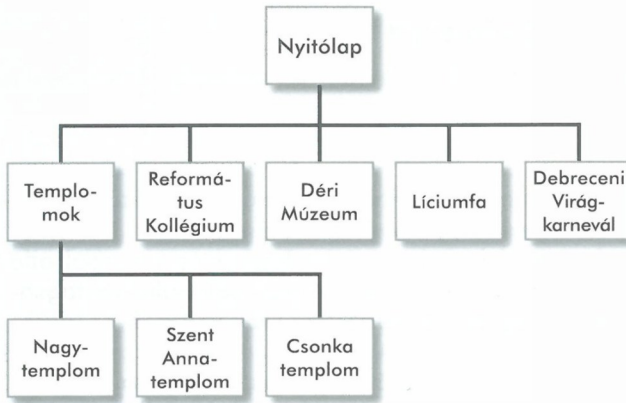 Nyitólap
Templo-
mok
Reformá-
tus
Kollégium
Déri
Múzeum
Líciumfa
Debreceni
Virág-
karnevál
Nagy-
templom
Szent
Anna-
templom
Csonka
templom